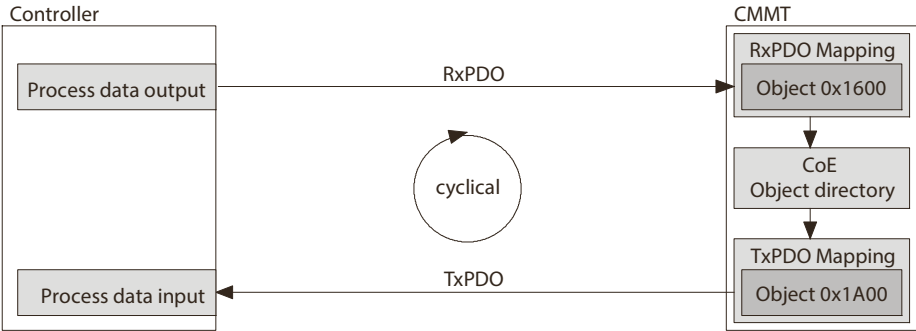 Controller
CMMT
RxPDO Mapping
Process data output
RxPDO
Object 0x1600
cyclical
CoE
Object directory
TxPDO Mapping
Process data input
TxPDO
Object 0x1A00